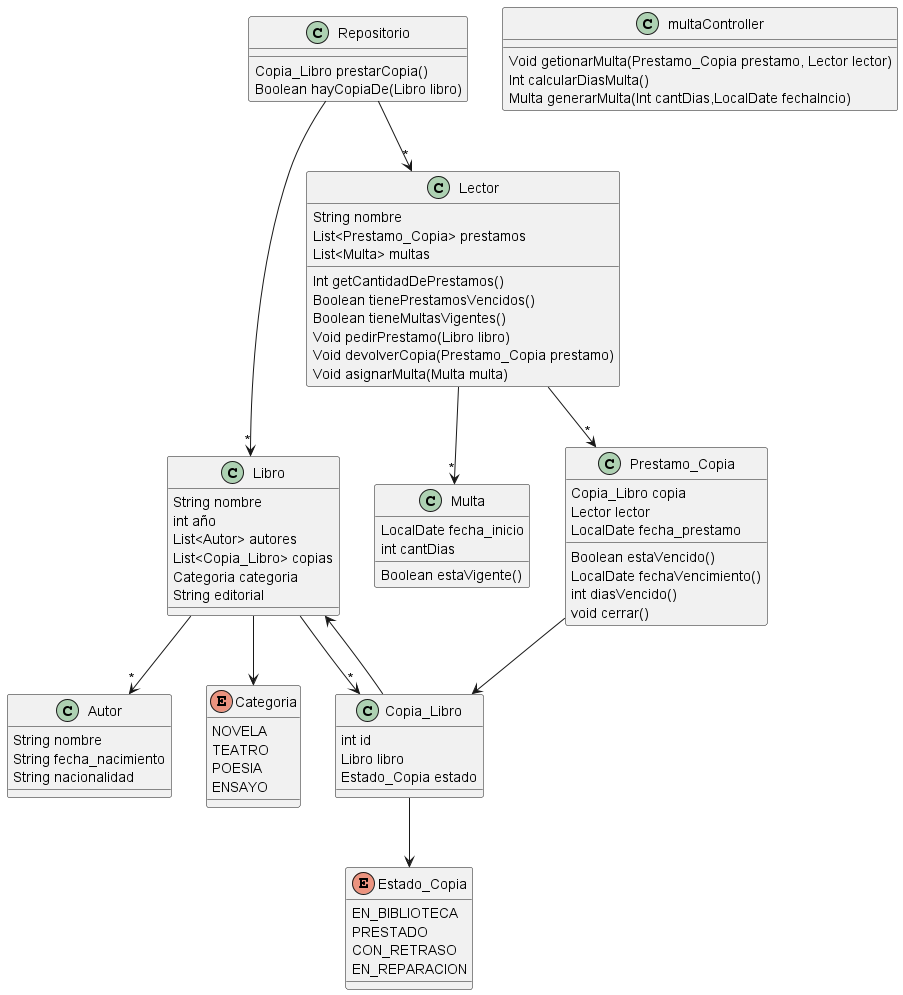 C Repositorio
Copia_Libro prestarCopia()
Boolean hayCopiaDe(Libro libro)
C multaController
Void getionarMulta(Prestamo_Copia prestamo, Lector lector)
Int calcularDiasMulta()
Multa generarMulta(Int cantDias,LocalDate fechaIncio)
*
C Lector
String nombre
List<Prestamo_Copia> prestamos
List<Multa> multas
Int getCantidadDePrestamos()
Boolean tienePrestamosVencidos()
Boolean tieneMultasVigentes()
Void pedirPrestamo(Libro libro)
Void devolverCopia(Prestamo_Copia prestamo)
Void asignarMulta(Multa multa)
*
*
*
C Libro
String nombre
int año
List<Autor> autores
List<Copia_Libro> copias
Categoria categoria
String editorial
C Multa
LocalDate fecha_inicio
int cantDias
Boolean estaVigente()
C Prestamo_Copia
Copia_Libro copia
Lector lector
LocalDate fecha_prestamo
Boolean estaVencido()
LocalDate fechaVencimiento()
int diasVencido()
void cerrar()
*
*
C Autor
String nombre
String fecha_nacimiento
String nacionalidad
E Categoria
NOVELA
TEATRO
POESIA
ENSAYO
C Copia_Libro
int id
Libro libro
Estado_Copia estado
E Estado_Copia
EN_BIBLIOTECA
PRESTADO
CON_RETRASO
EN_REPARACION